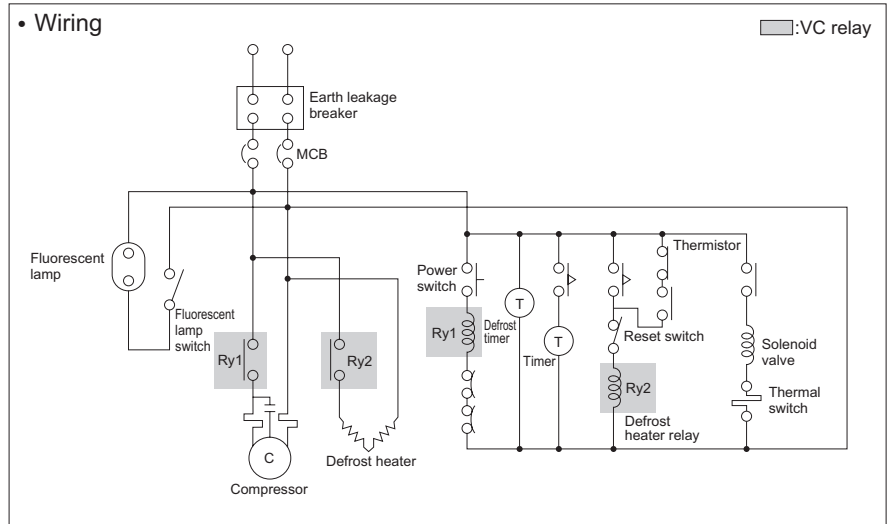 • Wiring
:VC relay
Earth leakage
breaker
MCB
Fluorescent
lamp
Fluorescent
lamp
switch
Ry1
Ry2
C
Compressor
Defrost heater
Power
switch
Ry1
Defrost
timer
T
T
Timer
Thermistor
Reset switch
Ry2
Defrost
heater relay
Solenoid
valve
Thermal
switch